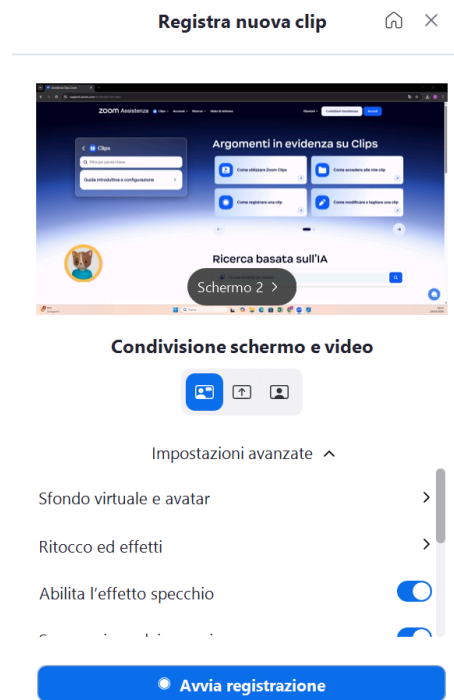 Registra nuova clip
zoom Assistenza
Clips
Argomenti in evidenza su Clips
Guida introduttiva e configurazione
Come utilizzare Zoom Clips
Come accedere alle mie clip
Come registrare una clip
Come modificare o tagliare una clip
Ricerca basata sull'IA
Schermo 2
Condivisione schermo e video
Impostazioni avanzate
Sfondo virtuale e avatar
Ritocco ed effetti
Abilita l'effetto specchio
Avvia registrazione